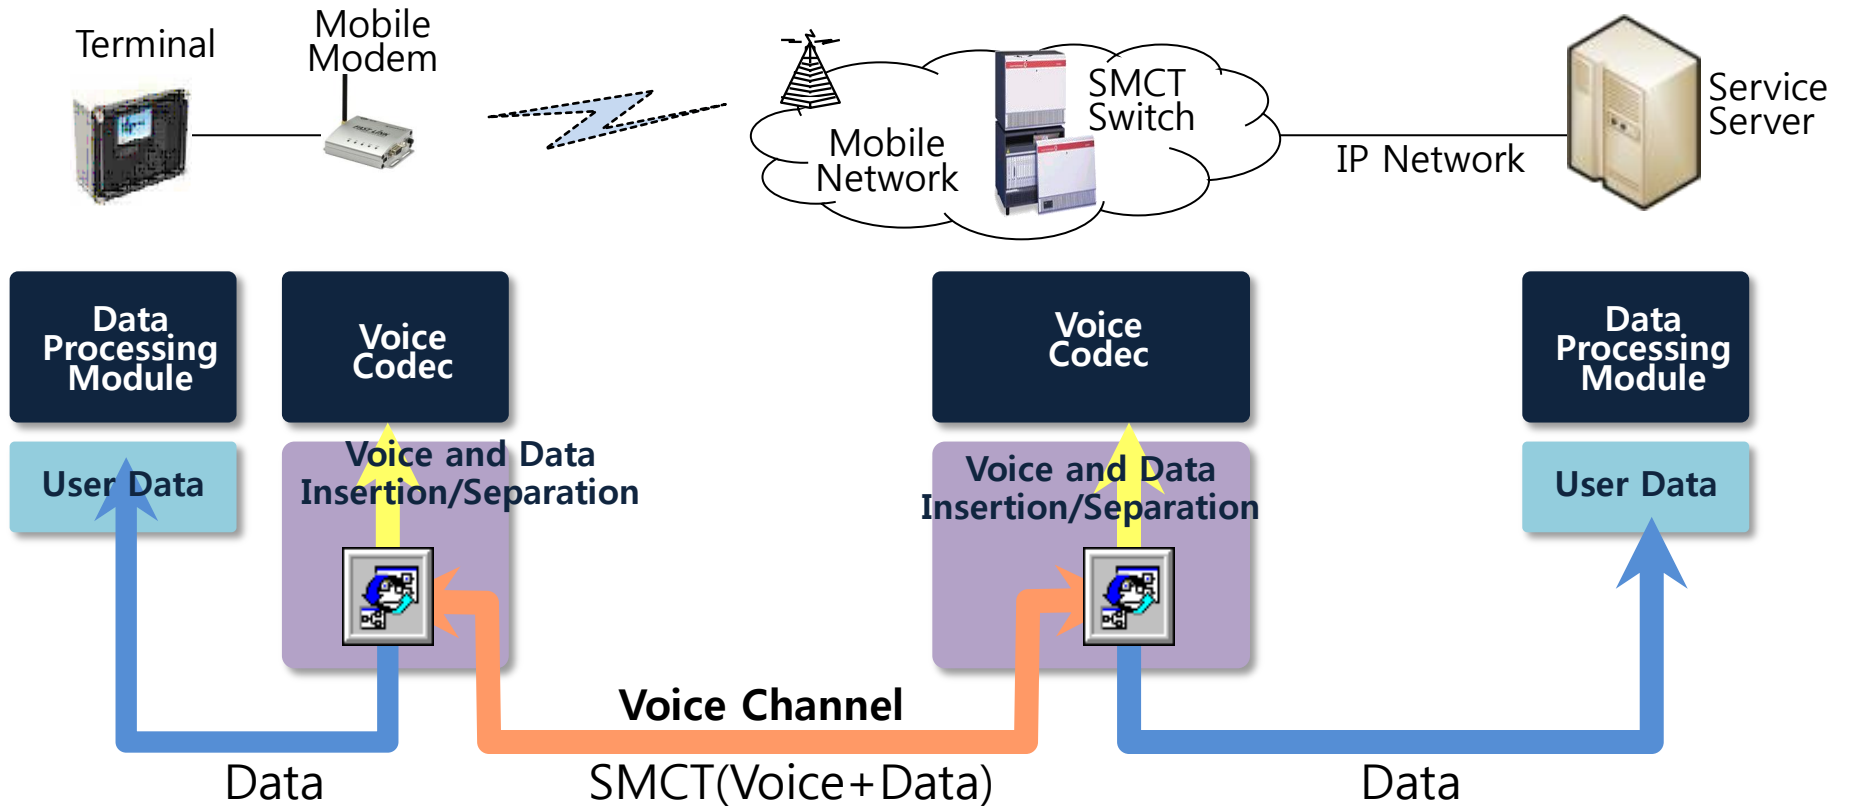 Terminal
Mobile
Modem
Mobile
Network
SMCT
Switch
IP Network
Service
Server
Data
Processing
Module
Voice
Codec
Voice
Codec
Data
Processing
Module
User Data
Voice and Data
Insertion/Separation
Voice and Data
Insertion/Separation
User Data
Voice Channel
Data
SMCT(Voice+Data)
Data